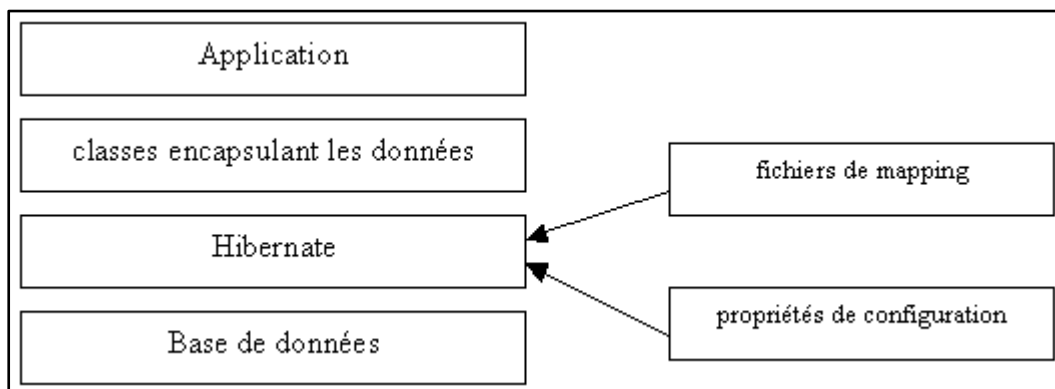 Application
classes encapsulant les données
fichiers de mapping
Hibernate
propriétés de configuration
Base de données